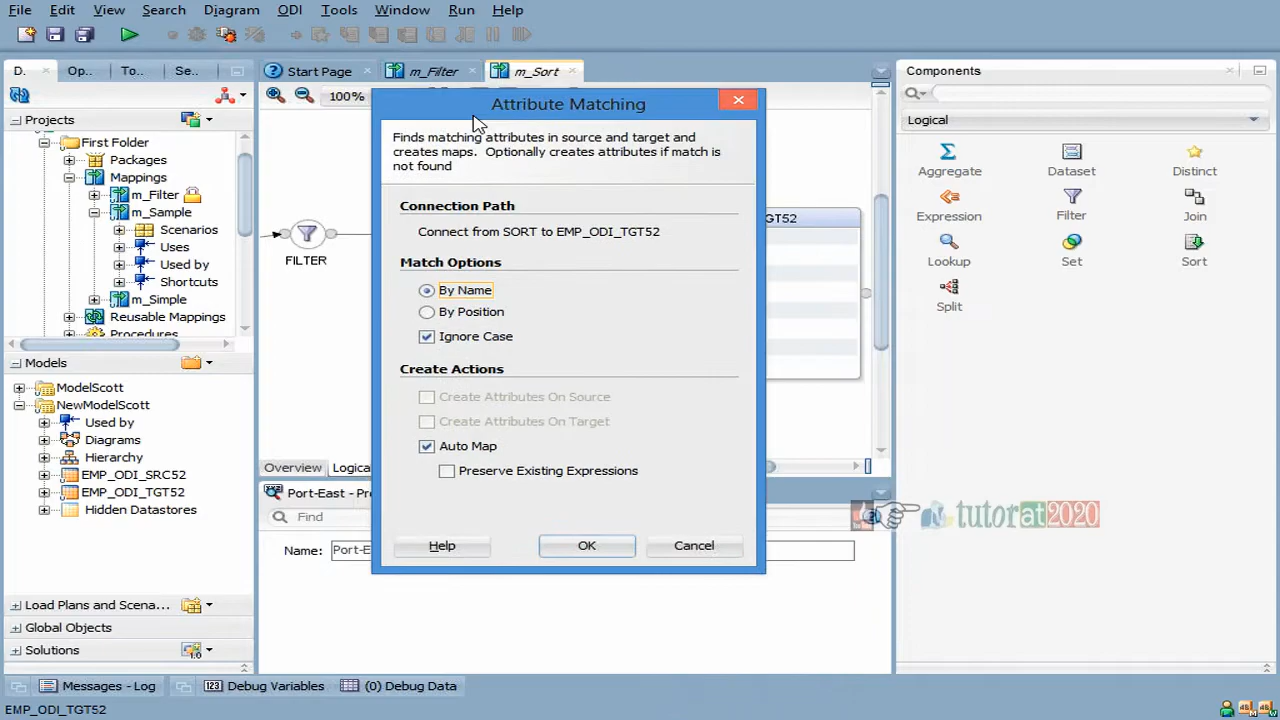 File Edit View Search Diagram ODI Tools Window Run Help
D. Op... To... Se... Start Page m_Filter m_Sort Components
100%
Projects
First Folder
Packages
Mappings
m_Filter
m_Sample
Scenarios
Uses
Used by
Shortcuts
m_Simple
Reusable Mappings
Procedures
Models
ModelScott
NewModelScott
Used by
Diagrams
Hierarchy
EMP_ODI_SRC52
EMP_ODI_TGT52
Hidden Datastores
Load Plans and Scena...
Global Objects
Solutions
FILTER
GT52
Overview Logica
Port-East - Pro
Find
Name: Port-E
Attribute Matching
Finds matching attributes in source and target and
creates maps. Optionally creates attributes if match is
not found
Connection Path
Connect from SORT to EMP_ODI_TGT52
Match Options
By Name
By Position
Ignore Case
Create Actions
Create Attributes On Source
Create Attributes On Target
Auto Map
Preserve Existing Expressions
Help OK Cancel
Logical
Aggregate Dataset Distinct
Expression Filter Join
Lookup Set Sort
Split
tutorat2020
Messages - Log Debug Variables (0) Debug Data
EMP_ODI_TGT52